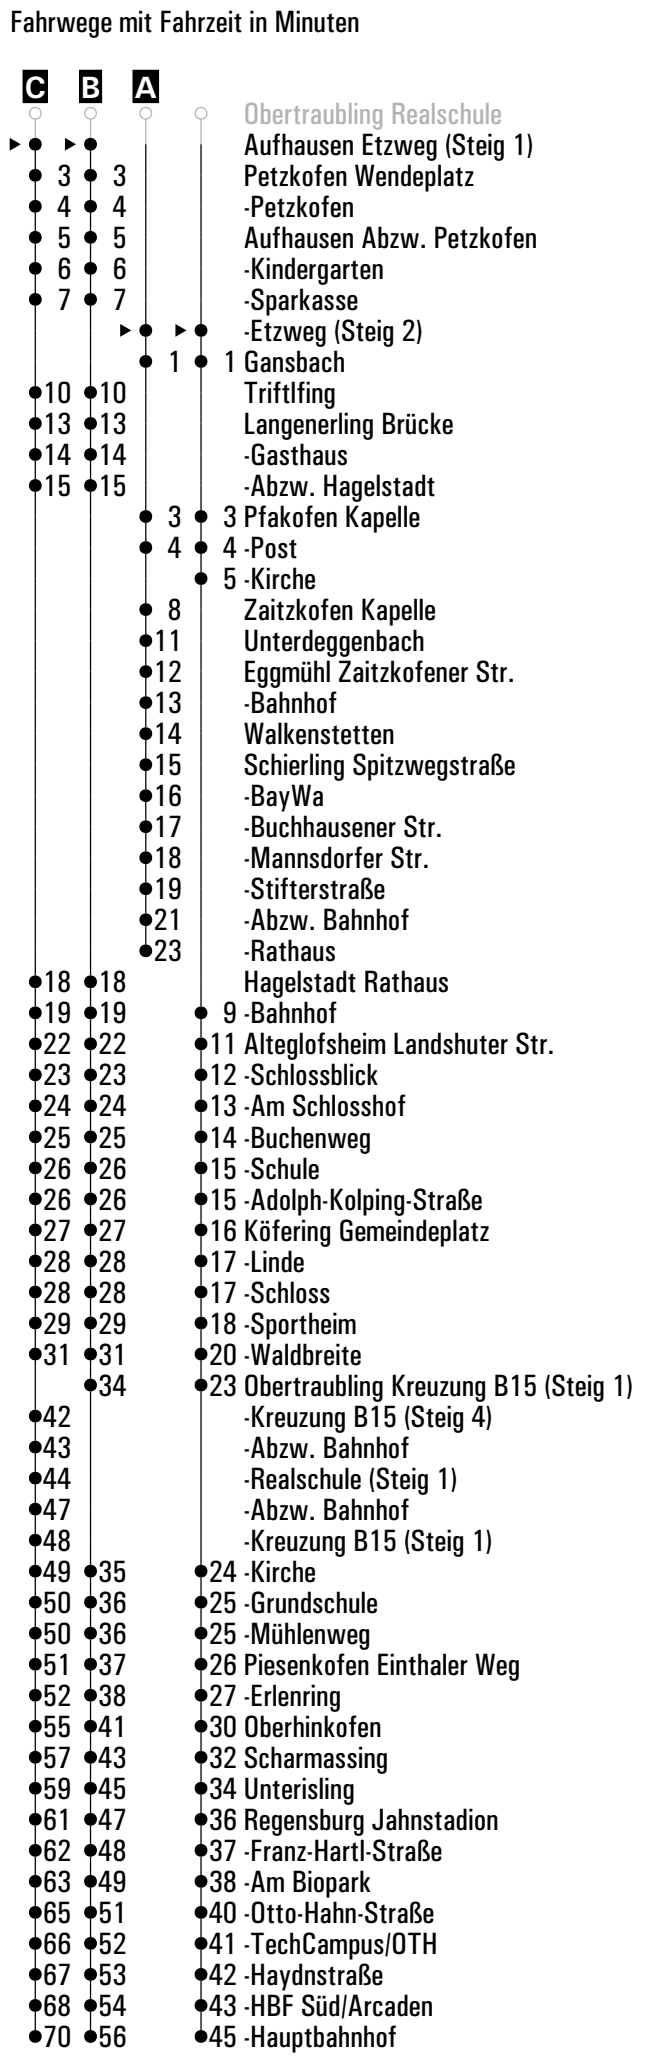 Fahrwege mit Fahrzeit in Minuten
C B A
Obertraubling Realschule
Aufhausen Etzweg (Steig 1)
3 3 Petzkofen Wendeplatz
4 4 -Petzkofen
5 5 Aufhausen Abzw. Petzkofen
6 6 -Kindergarten
7 7 -Sparkasse
-Etzweg (Steig 2)
1 1 Gansbach
10 10 Triftlfing
13 13 Langenerling Brücke
14 14 -Gasthaus
15 15 -Abzw. Hagelstadt
3 3 Pfakofen Kapelle
4 4 -Post
5 -Kirche
8 Zaitzkofen Kapelle
11 Unterdeggenbach
12 Eggmühl Zaitzkofener Str.
13 -Bahnhof
14 Walkenstetten
15 Schierling Spitzwegstraße
16 -BayWa
17 -Buchhausener Str.
18 -Mannsdorfer Str.
19 -Stifterstraße
21 -Abzw. Bahnhof
23 -Rathaus
18 18 Hagelstadt Rathaus
19 19 9 -Bahnhof
22 22 11 Alteglofsheim Landshuter Str.
23 23 12 -Schlossblick
24 24 13 -Am Schlosshof
25 25 14 -Buchenweg
26 26 15 -Schule
26 26 15 -Adolph-Kolping-Straße
27 27 16 Köfering Gemeindeplatz
28 28 17 -Linde
28 28 17 -Schloss
29 29 18 -Sportheim
31 31 20 -Waldbreite
34 23 Obertraubling Kreuzung B15 (Steig 1)
42 -Kreuzung B15 (Steig 4)
43 -Abzw. Bahnhof
44 -Realschule (Steig 1)
47 -Abzw. Bahnhof
48 -Kreuzung B15 (Steig 1)
49 35 24 -Kirche
50 36 25 -Grundschule
50 36 25 -Mühlenweg
51 37 26 Piesenkofen Einthaler Weg
52 38 27 -Erlenring
55 41 30 Oberhinkofen
57 43 32 Scharmassing
59 45 34 Unterisling
61 47 36 Regensburg Jahnstadion
62 48 37 -Franz-Hartl-Straße
63 49 38 -Am Biopark
65 51 40 -Otto-Hahn-Straße
66 52 41 -TechCampus/OTH
67 53 42 -Haydnstraße
68 54 43 -HBF Süd/Arcaden
70 56 45 -Hauptbahnhof